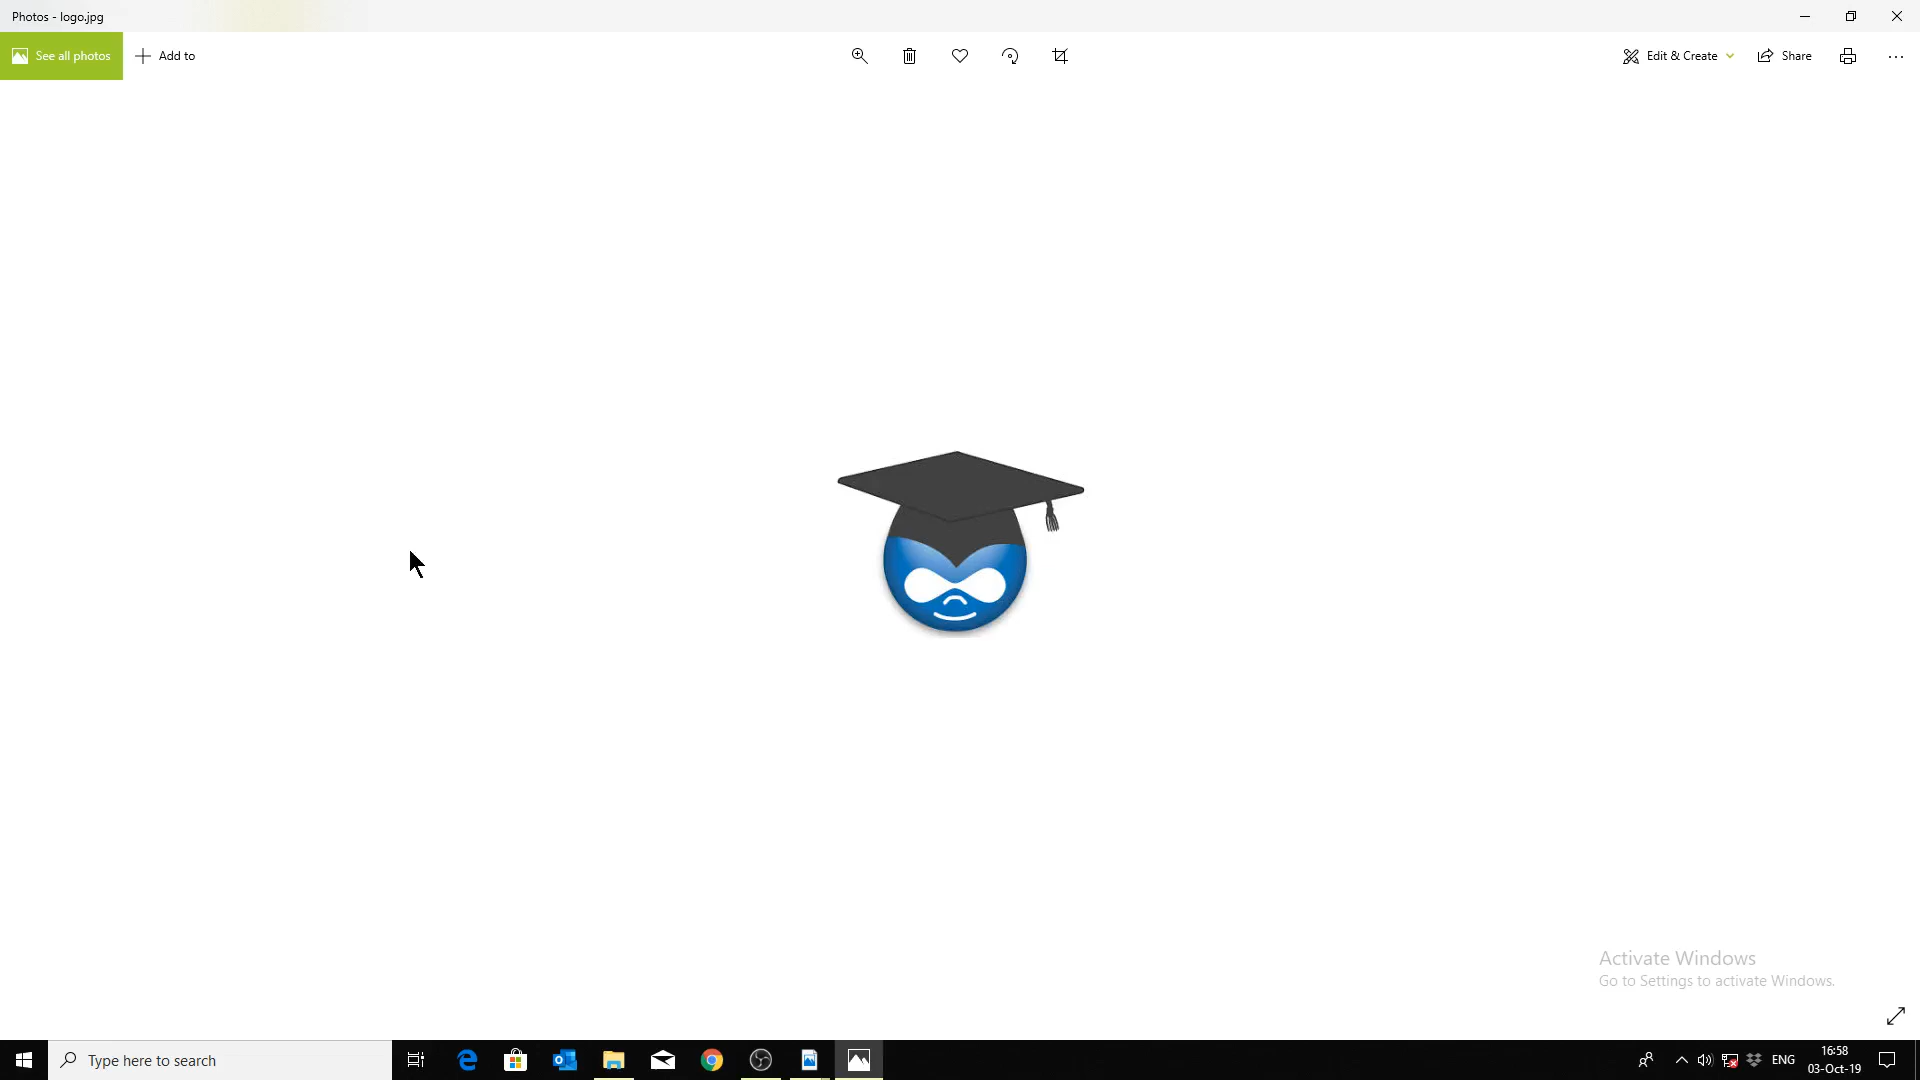 Photos - logo.jpg
See all photos
Add to
Edit & Create
Share
Activate Windows
Go to Settings to activate Windows.
Type here to search
ENG
16:58
03-Oct-19